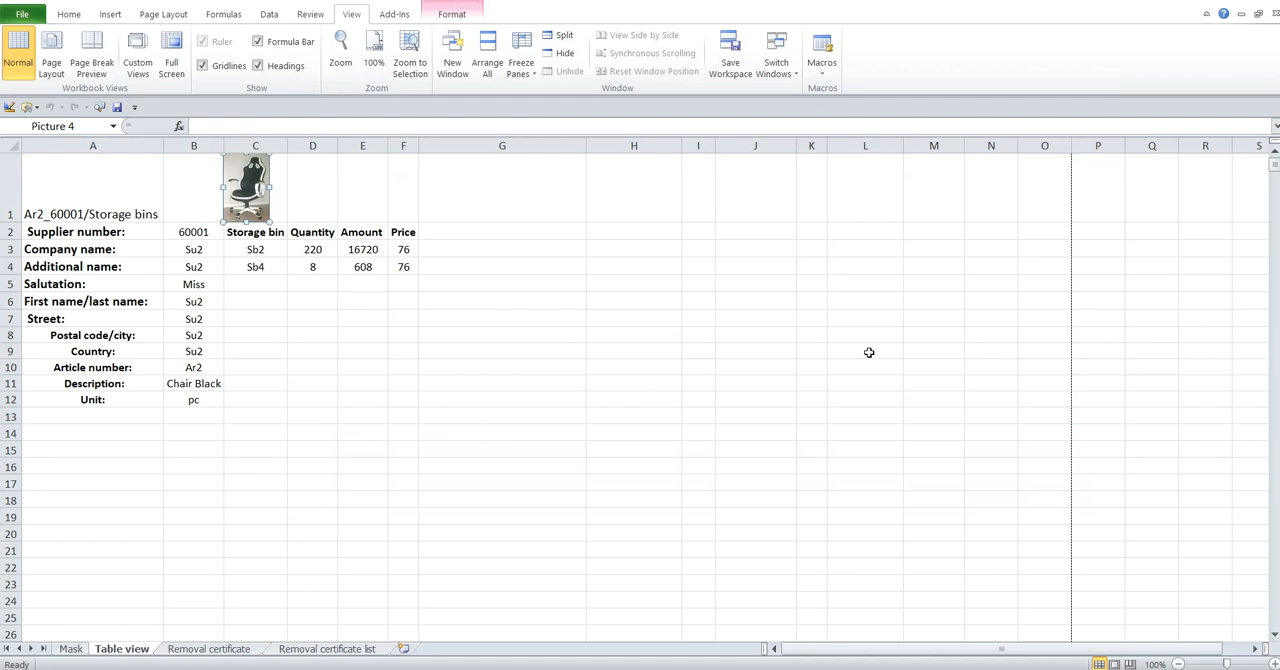 File Home Insert Page Layout Formulas Data Review View Add-Ins Format
Normal Page Layout Page Break Preview Custom Views Full Screen
Ruler Formula Bar
Gridlines Headings
Zoom 100% Zoom to Selection
New Window Arrange All Freeze Panes
Split View Side by Side
Hide Synchronous Scrolling
Unhide Reset Window Position
Save Workspace Switch Windows Macros
Workbook Views Show Zoom Window Macros
Picture 4 fx
A B C D E F G H I J K L M N O P Q R S
1 Ar2_60001/Storage bins
2 Supplier number: 60001 Storage bin Quantity Amount Price
3 Company name: Su2 Sb2 220 16720 76
4 Additional name: Su2 Sb4 8 608 76
5 Salutation: Miss
6 First name/last name: Su2
7 Street: Su2
8 Postal code/city: Su2
9 Country: Su2
10 Article number: Ar2
11 Description: Chair Black
12 Unit: pc
13
14
15
16
17
18
19
20
21
22
23
24
25
26
Mask Table view Removal certificate Removal certificate list
Ready 100%